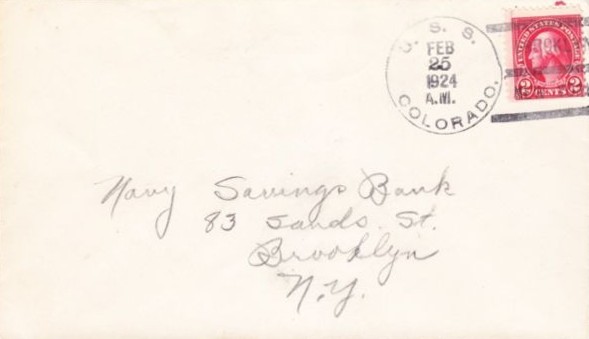 U. S. S.
FEB
25
1924
A.M.
COLORADO.
UNITED STATES POSTAGE
2 CENTS 2
Navy Savings Bank
83 Sands St.
Brooklyn
N.Y.